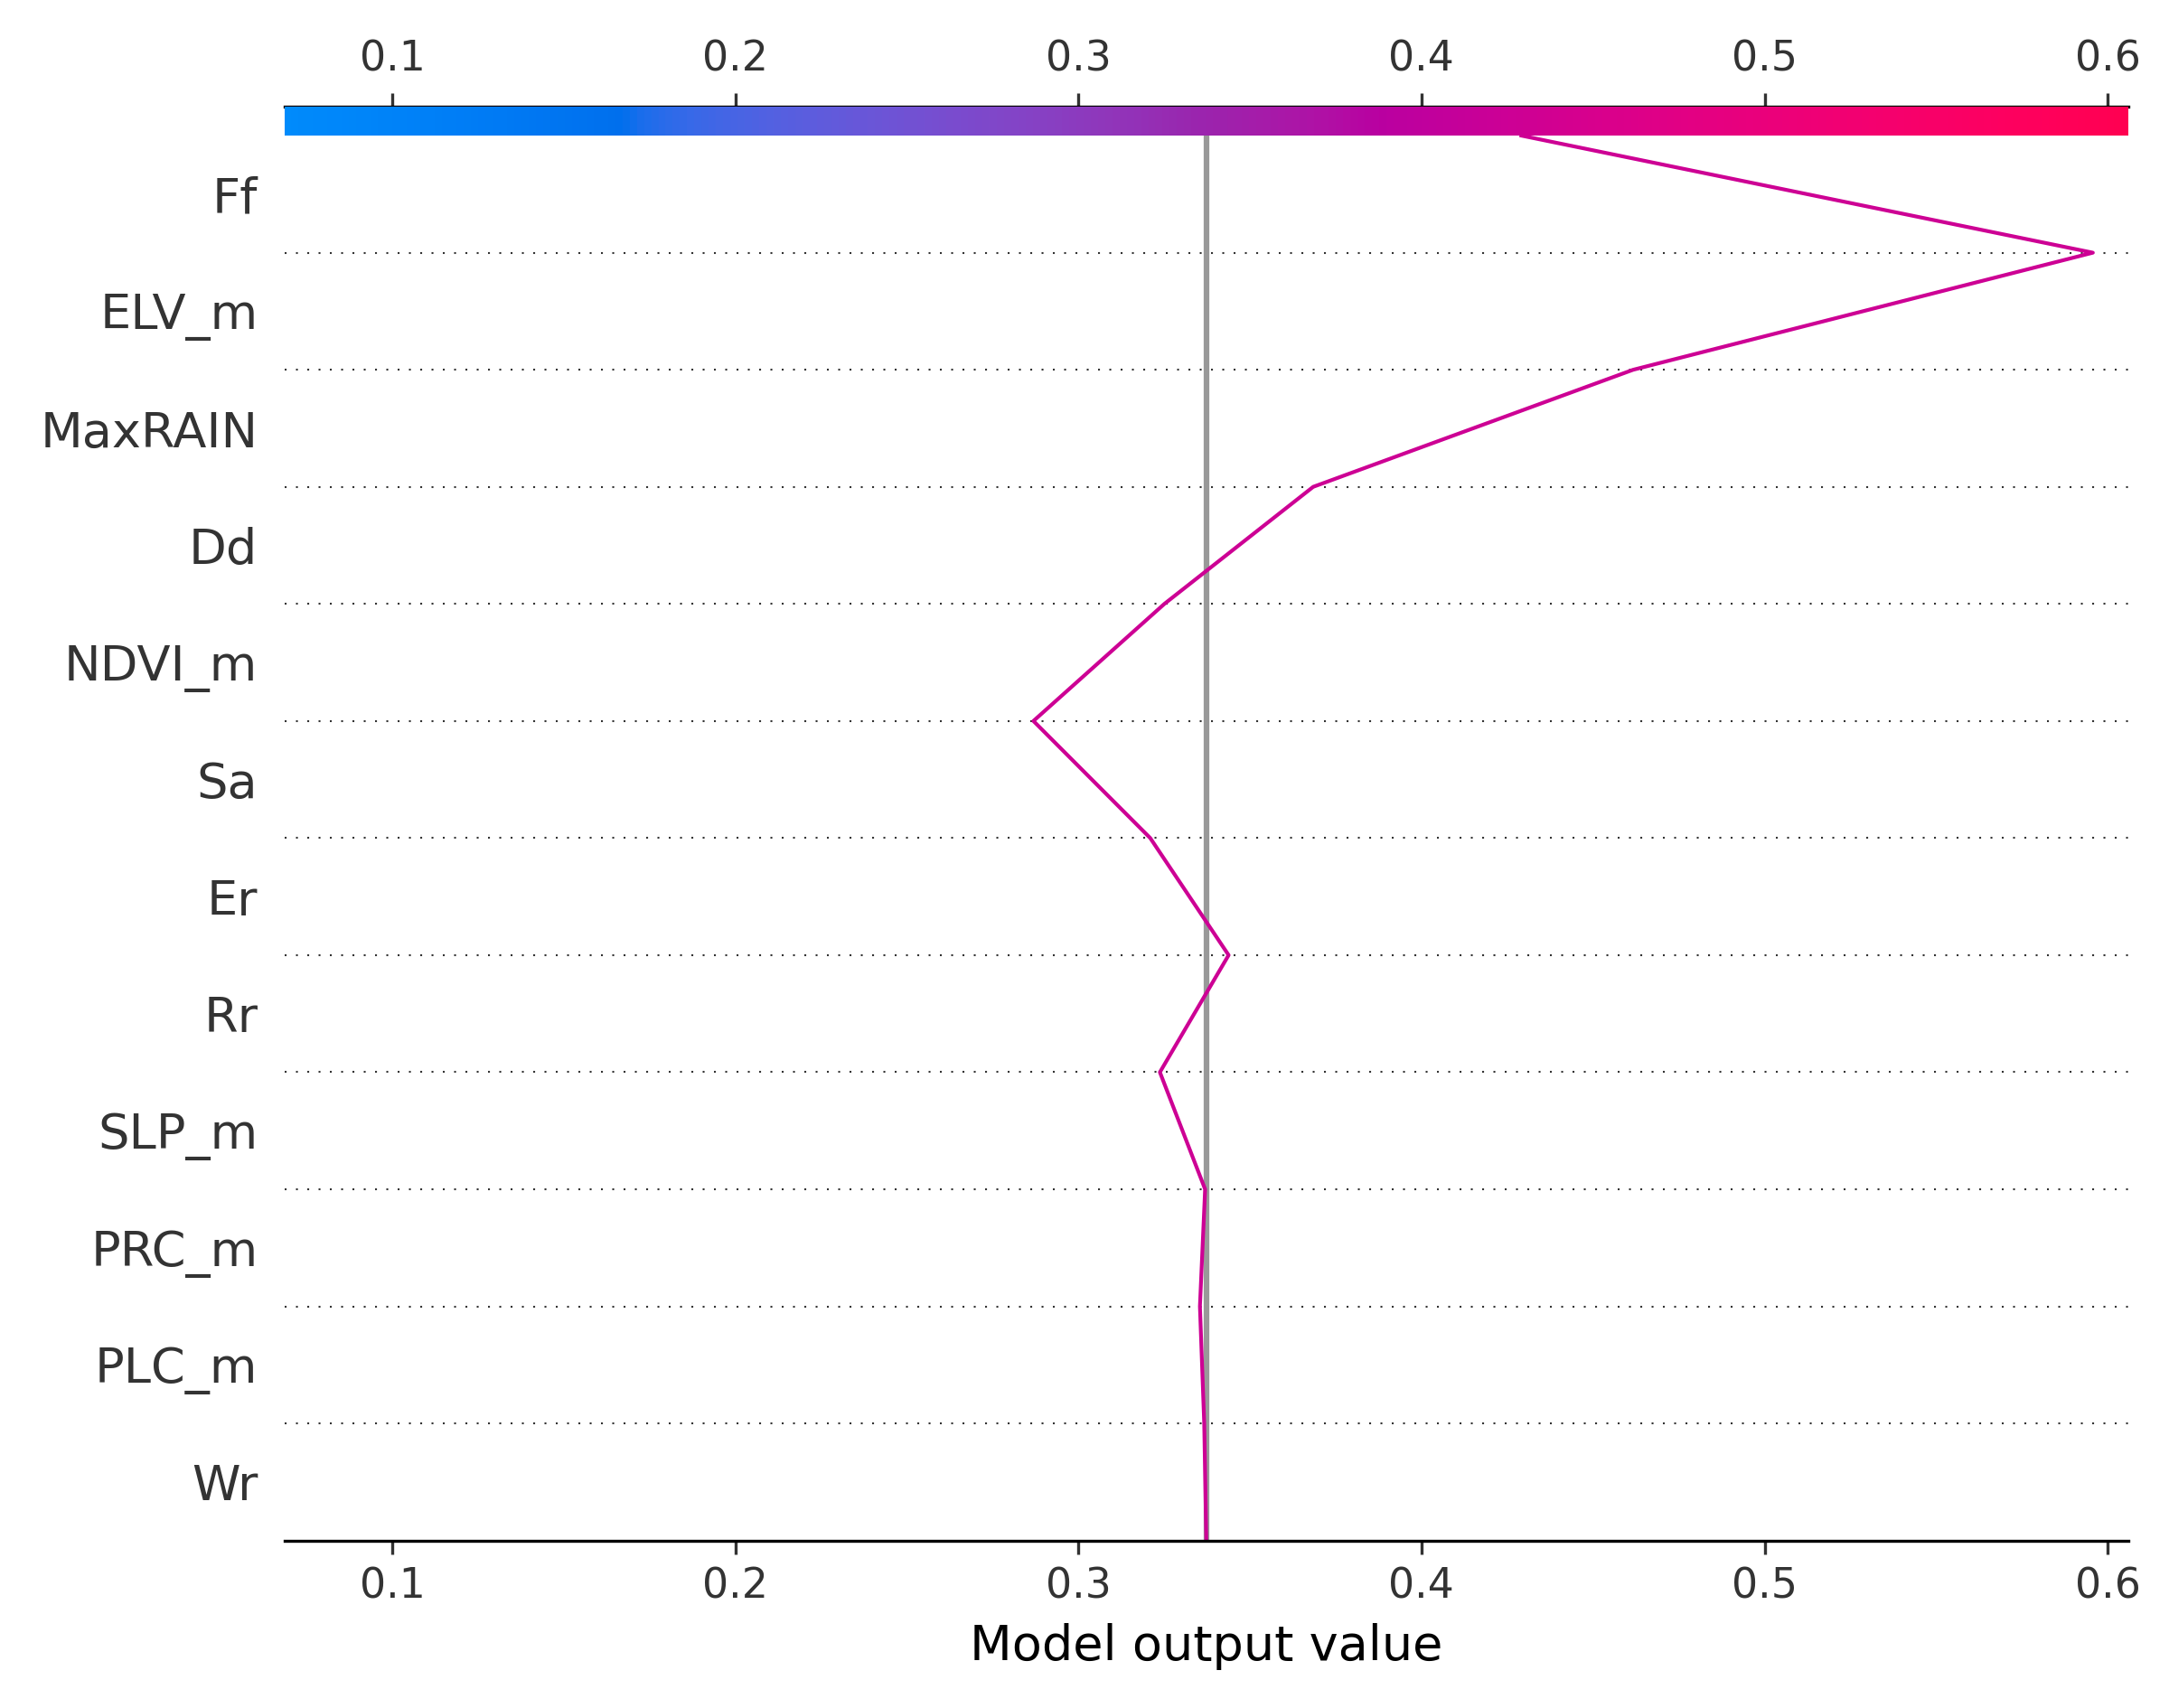 0.1 0.2 0.3 0.4 0.5 0.6
Ff
ELV_m
MaxRAIN
Dd
NDVI_m
Sa
Er
Rr
SLP_m
PRC_m
PLC_m
Wr
0.1 0.2 0.3 0.4 0.5 0.6
Model output value